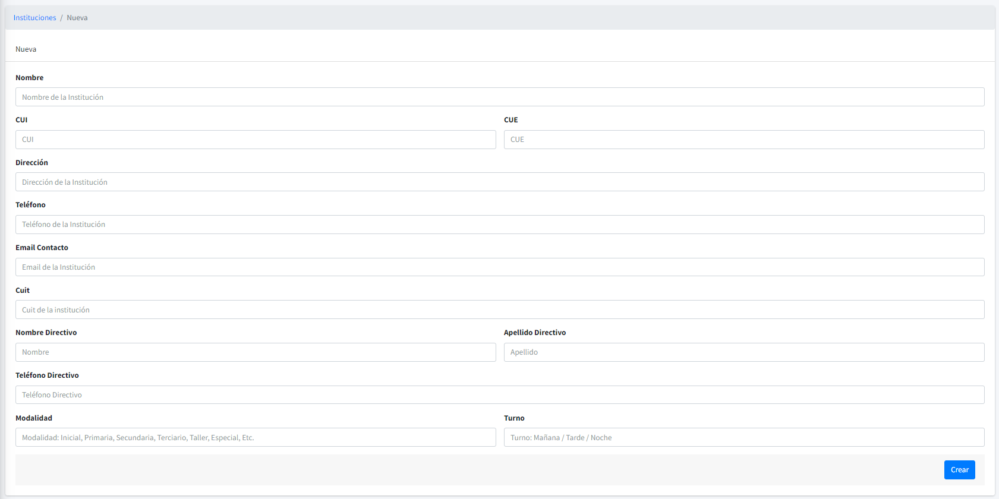 Instituciones / Nueva
Nueva
Nombre
Nombre de la Institución
CUI CUE
CUI CUE
Dirección
Dirección de la Institución
Teléfono
Teléfono de la Institución
Email Contacto
Email de la Institución
Cuit
Cuit de la institución
Nombre Directivo Apellido Directivo
Nombre Apellido
Teléfono Directivo
Teléfono Directivo
Modalidad Turno
Modalidad: Inicial, Primaria, Secundaria, Terciario, Taller, Especial, Etc. Turno: Mañana / Tarde / Noche
Crear